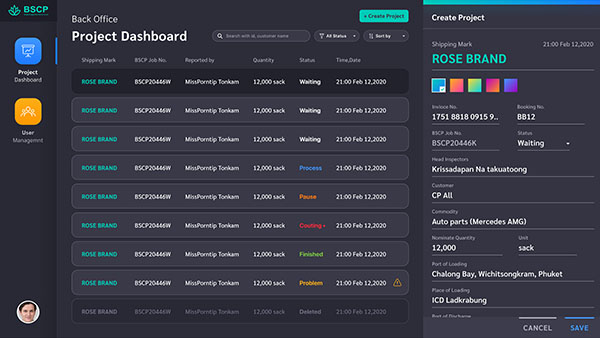 BSCP
Project
Dashboard
User
Managemnt
Back Office
Project Dashboard
+ Create Project
Search with id, customer name
All Status
Sort by
Shipping Mark BSCP Job No. Reported by Quantity Status Time,Date
ROSE BRAND BSCP20446W MissPorntip Tonkam 12,000 sack Waiting 21:00 Feb 12,2020
ROSE BRAND BSCP20446W MissPorntip Tonkam 12,000 sack Waiting 21:00 Feb 12,2020
ROSE BRAND BSCP20446W MissPorntip Tonkam 12,000 sack Waiting 21:00 Feb 12,2020
ROSE BRAND BSCP20446W MissPorntip Tonkam 12,000 sack Process 21:00 Feb 12,2020
ROSE BRAND BSCP20446W MissPorntip Tonkam 12,000 sack Pause 21:00 Feb 12,2020
ROSE BRAND BSCP20446W MissPorntip Tonkam 12,000 sack 21:00 Feb 12,2020
ROSE BRAND BSCP20446W MissPorntip Tonkam 12,000 sack Finished 21:00 Feb 12,2020
ROSE BRAND BSCP20446W MissPorntip Tonkam 12,000 sack Problem 21:00 Feb 12,2020
ROSE BRAND BSCP20446W MissPorntip Tonkam 12,000 sack Deleted 21:00 Feb 12,2020
Create Project
Shipping Mark 21:00 Feb 12,2020
ROSE BRAND
Invioce No. Booking No.
1751 8818 0915 9.. BB12
BSCP Job No. Status
BSCP20446K Waiting
Head Inspectors
Krissadapan Na takuatoong
Customer
CP All
Commodity
Auto parts (Mercedes AMG)
Nominate Quantity Unit
12,000 sack
Port of Loading
Chalong Bay, Wichitsongkram, Phuket
Place of Loading
ICD Ladkrabung
Port of Discharge
CANCEL SAVE